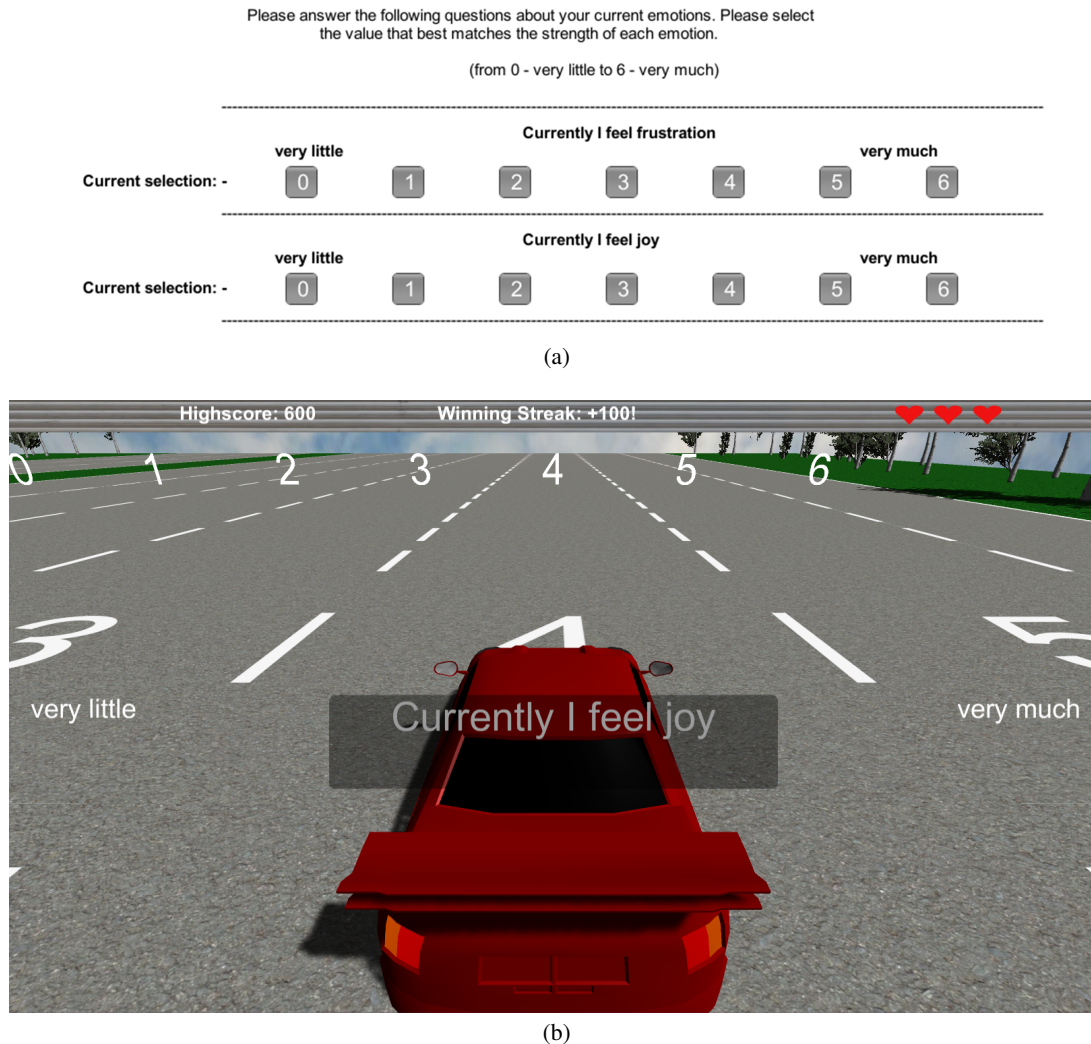 Please answer the following questions about your current emotions. Please select
the value that best matches the strength of each emotion.
(from 0 - very little to 6 - very much)
Currently I feel frustration
very little very much
Current selection: - 0 1 2 3 4 5 6
Currently I feel joy
very little very much
Current selection: - 0 1 2 3 4 5 6
(a)
Highscore: 600 Winning Streak: +100!
0 1 2 3 4 5 6
3 4 5
very little very much
Currently I feel joy
(b)